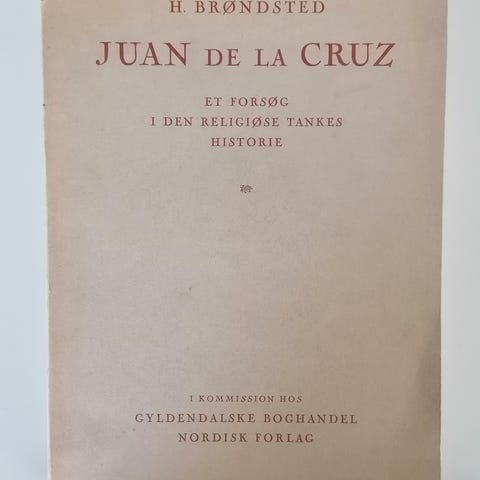 H. BRØNDSTED
JUAN DE LA CRUZ
ET FORSØG
I DEN RELIGIØSE TANKES
HISTORIE
I KOMMISSION HOS
GYLDENDALSKE BOGHANDEL
NORDISK FORLAG